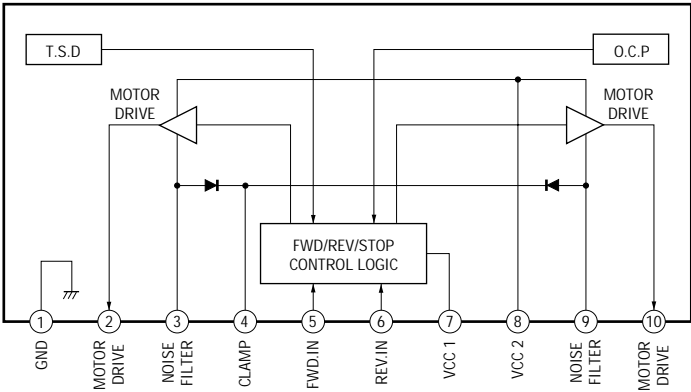 T.S.D
O.C.P
MOTOR
DRIVE
MOTOR
DRIVE
FWD/REV/STOP
CONTROL LOGIC
1
2
3
4
5
6
7
8
9
10
GND
MOTOR
DRIVE
NOISE
FILTER
CLAMP
FWD.IN
REV.IN
VCC 1
VCC 2
NOISE
FILTER
MOTOR
DRIVE